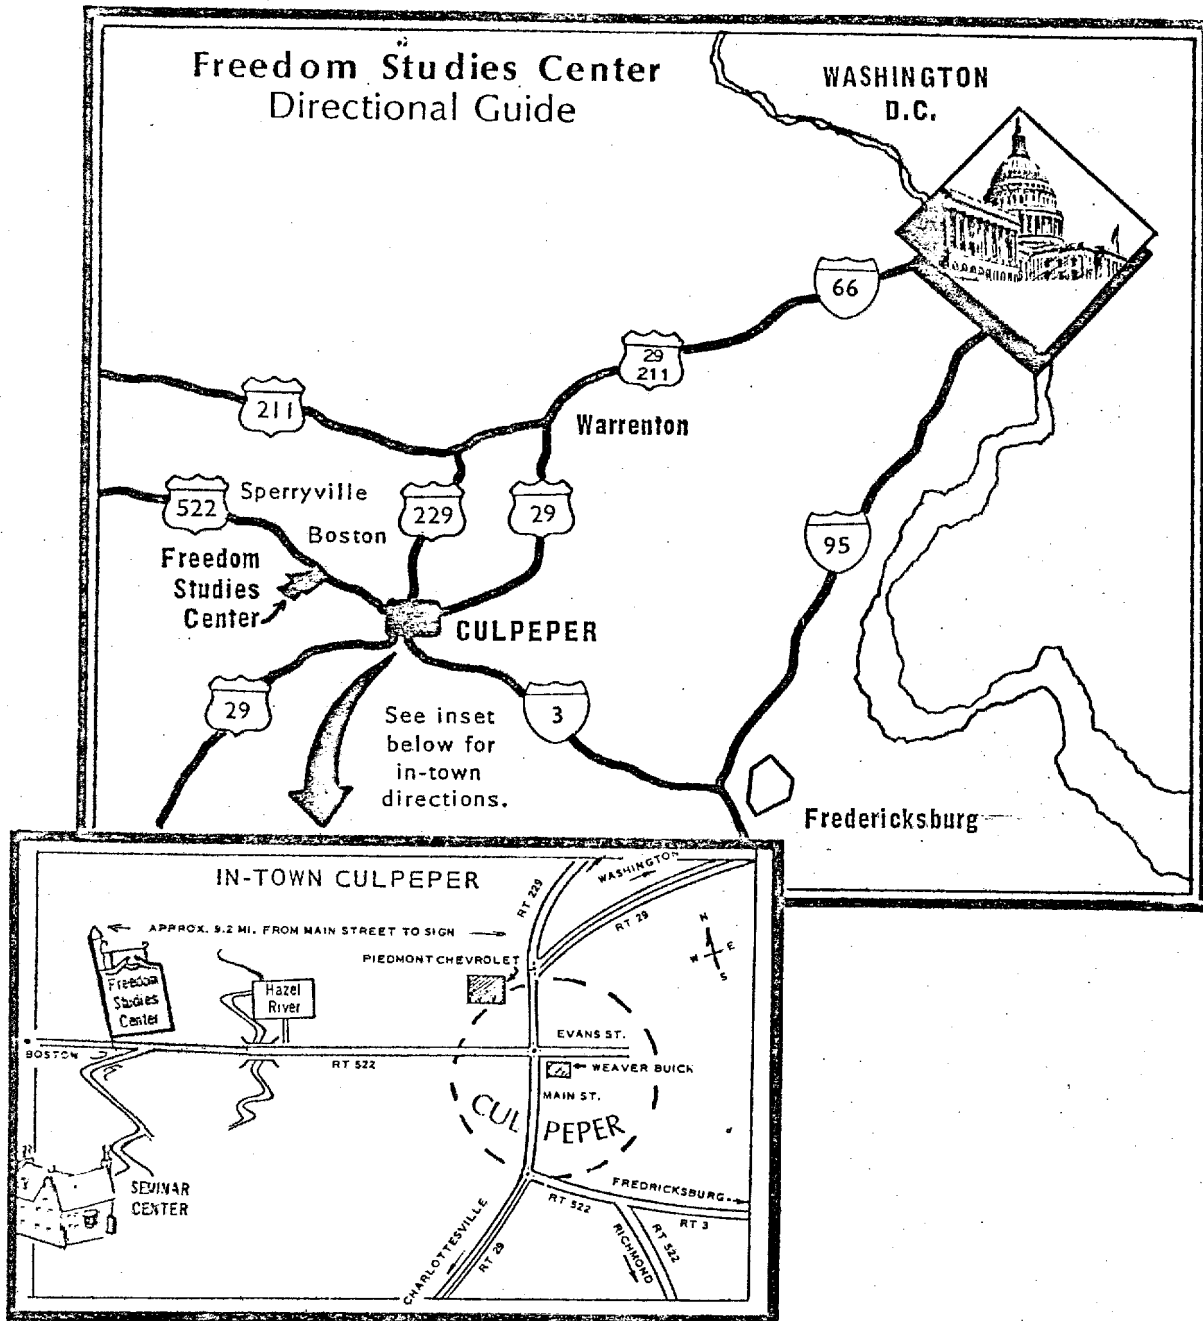 Freedom Studies Center
Directional Guide
WASHINGTON
D.C.
66
29
211
211
Warrenton
522
Sperryville
229
29
Boston
95
Freedom
Studies
Center
CULPEPER
29
3
See inset
below for
in-town
directions.
Fredericksburg
IN-TOWN CULPEPER
WASHINGTON
RT 229
RT 29
APPROX. 9.2 MI. FROM MAIN STREET TO SIGN
PIEDMONT CHEVROLET
N
W E
S
Freedom
Studies
Center
Hazel
River
EVANS ST.
BOSTON
RT 522
WEAVER BUICK
MAIN ST.
CULPEPER
SEMINAR
CENTER
FREDRICKSBURG
RT 522
RT 3
CHARLOTTESVILLE
RT 29
RICHMOND
RT 522